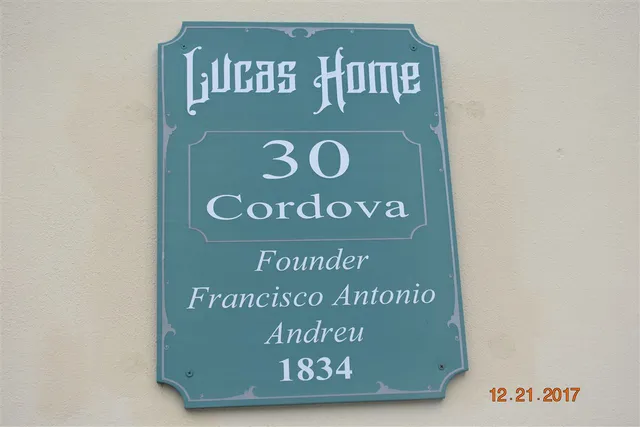 Lucas Home
30
Cordova
Founder
Francisco Antonio
Andreu
1834
12.21.2017